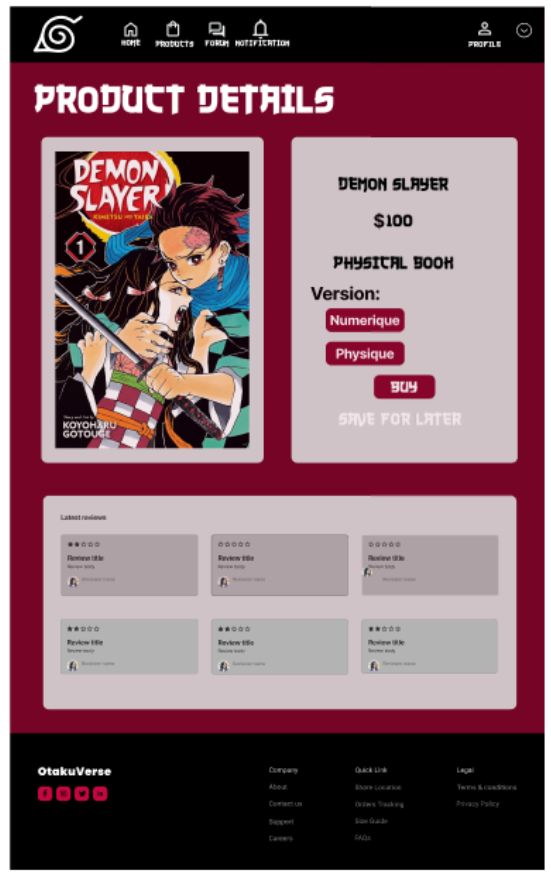 HOME PRODUCTS FORUM NOTIFICATION PROFILE
PRODUCT DETAILS
DEMON
SLAYER
KIMETSU NO YAIBA
1
Story and Art by
KOYOHARU
GOTOUGE
DEMON SLAYER
$100
PHYSICAL BOOK
Version:
Numerique
Physique
BUY
SAVE FOR LATER
Latest reviews
Review title
Review body
Reviewer name
Review title
Review body
Reviewer name
Review title
Review body
Reviewer name
Review title
Review body
Reviewer name
Review title
Review body
Reviewer name
Review title
Review body
Reviewer name
OtakuVerse
Company
About
Contact us
Support
Careers
Quick Link
Share Location
Orders Tracking
Size Guide
FAQs
Legal
Terms & conditions
Privacy Policy